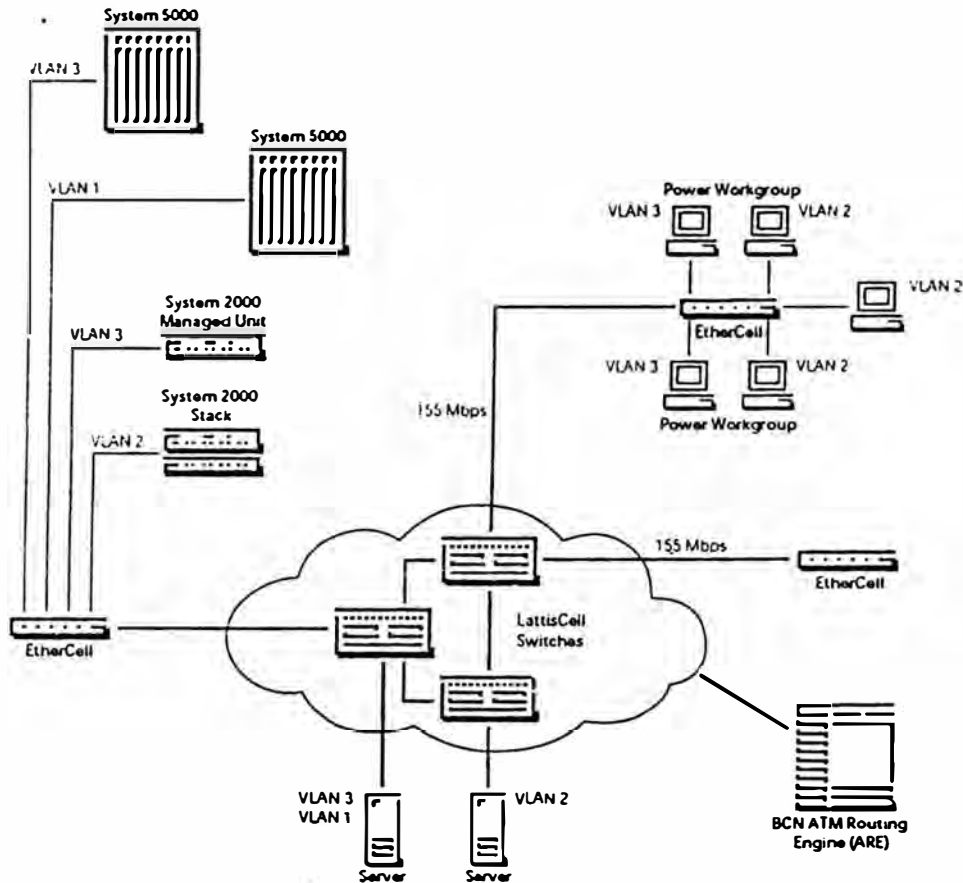 System 5000
VLAN 3
System 5000
VLAN 1
System 2000
Managed Unit
VLAN 3
System 2000
Stack
VLAN 2
Power Workgroup
VLAN 3
VLAN 2
VLAN 2
EtherCell
VLAN 3
VLAN 2
Power Workgroup
155 Mbps
155 Mbps
EtherCell
LattisCell
Switches
EtherCell
VLAN 3
VLAN 1
VLAN 2
Server
Server
BCN ATM Routing
Engine (ARE)